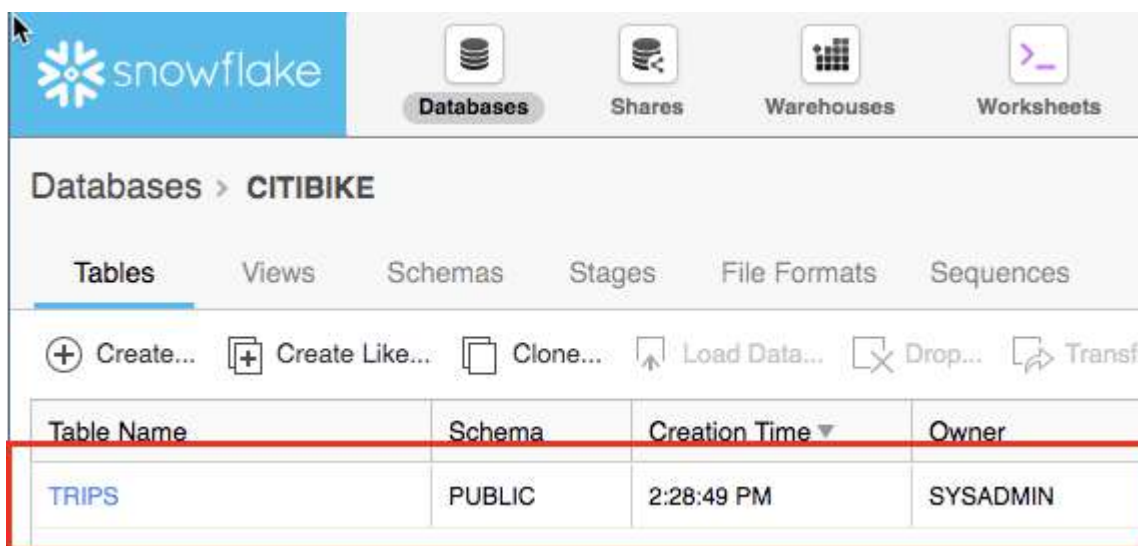 snowflake
Databases Shares Warehouses Worksheets
Databases > CITIBIKE
Tables Views Schemas Stages File Formats Sequences
Create... Create Like... Clone... Load Data... Drop... Transf
Table Name Schema Creation Time Owner
TRIPS PUBLIC 2:28:49 PM SYSADMIN